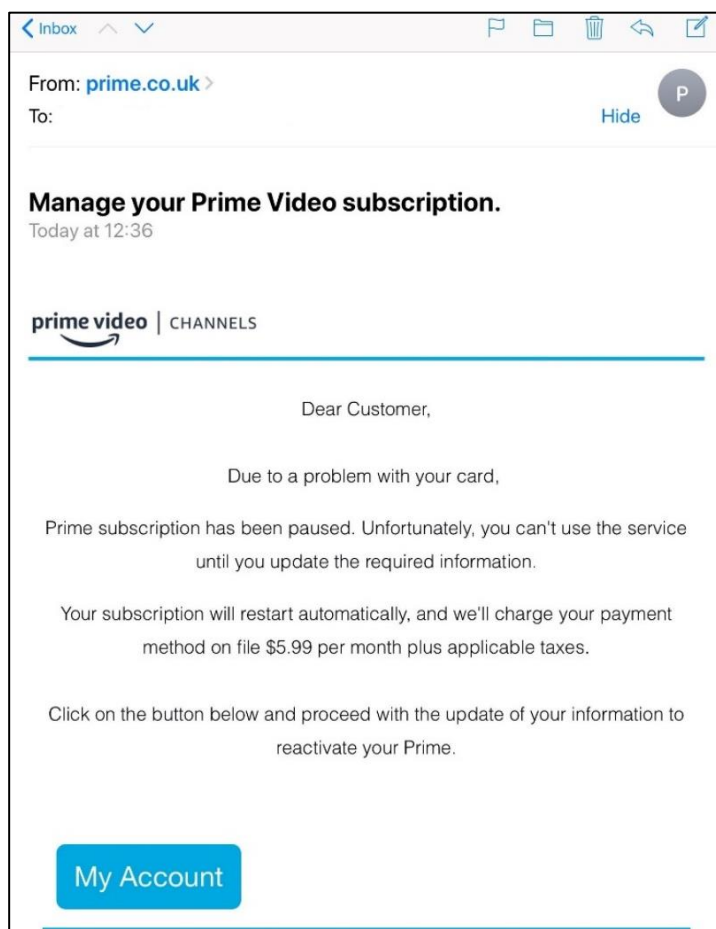 Inbox
From: prime.co.uk
P
To:
Hide
Manage your Prime Video subscription.
Today at 12:36
prime video | CHANNELS
Dear Customer,
Due to a problem with your card,
Prime subscription has been paused. Unfortunately, you can't use the service
until you update the required information.
Your subscription will restart automatically, and we'll charge your payment
method on file $5.99 per month plus applicable taxes.
Click on the button below and proceed with the update of your information to
reactivate your Prime.
My Account